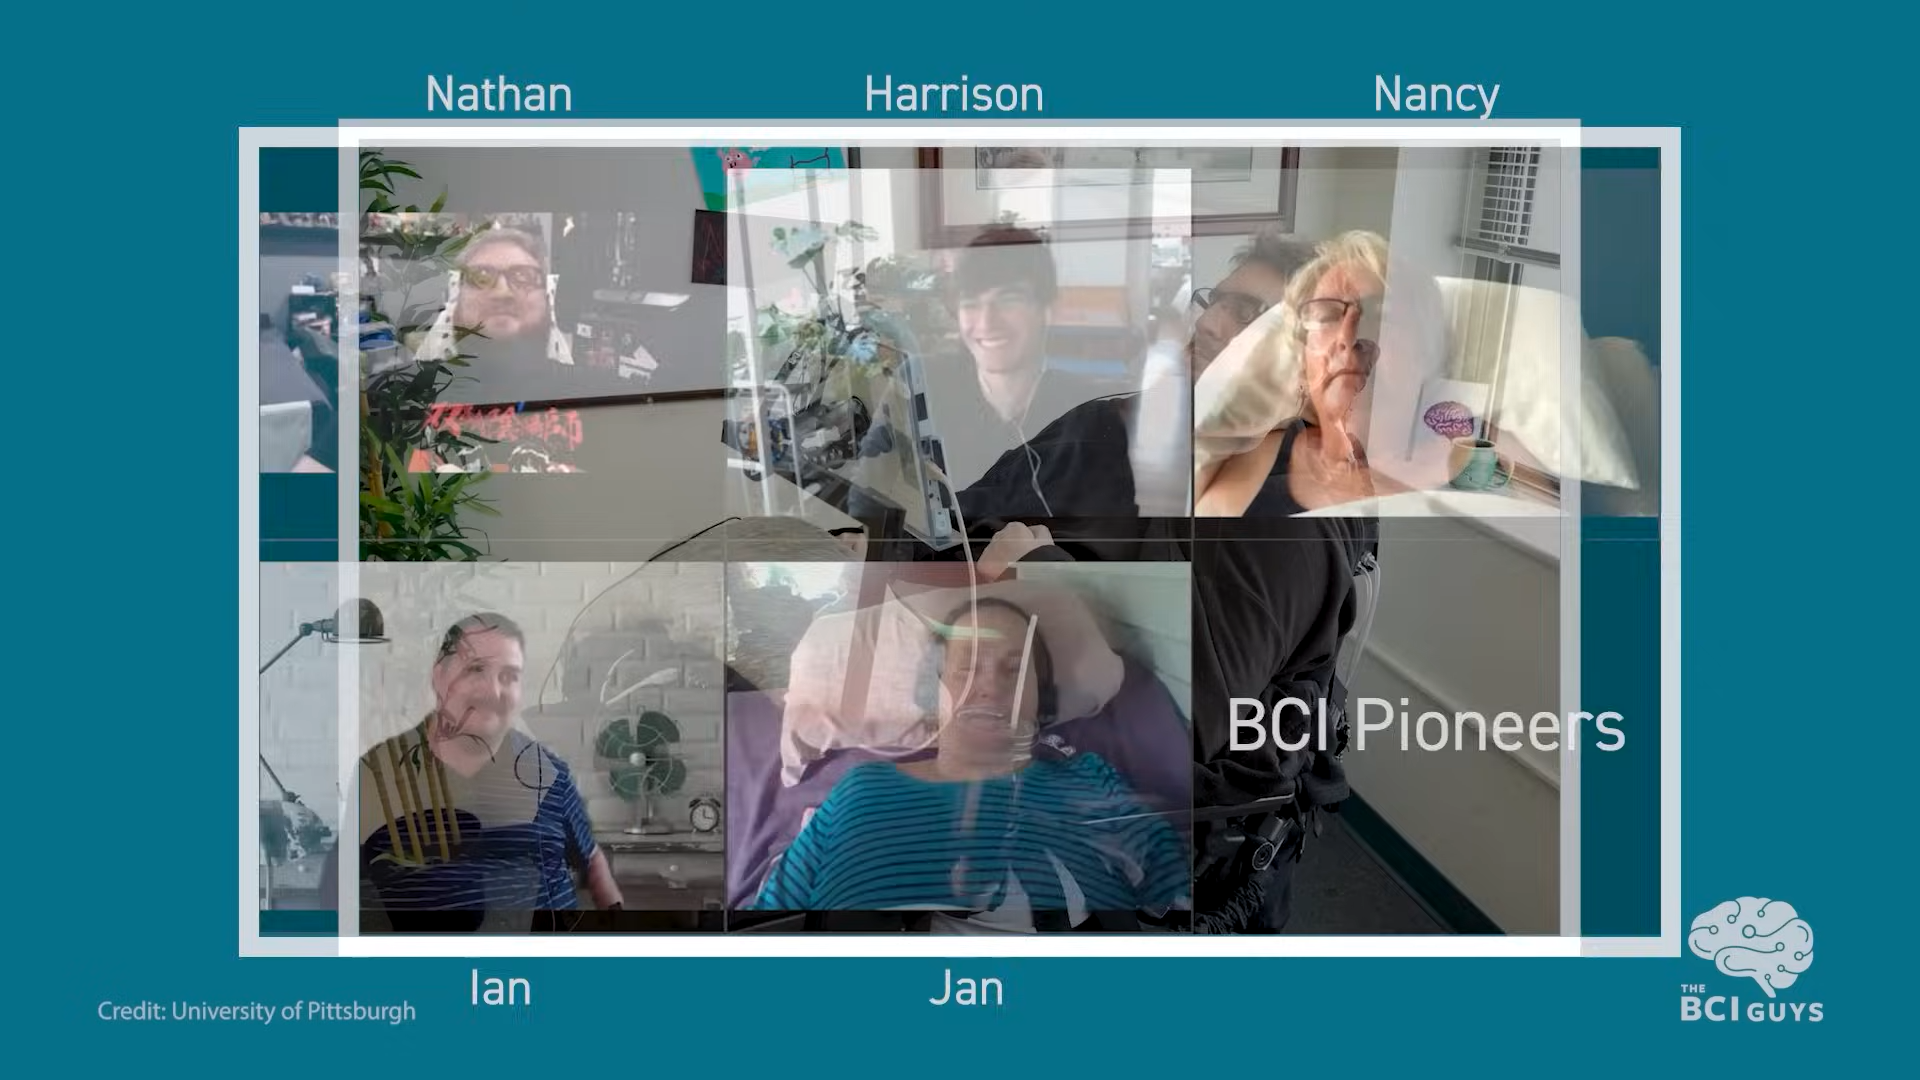 Nathan
Harrison
Nancy
BCI Pioneers
Ian
Jan
Credit: University of Pittsburgh
THE
BCI GUYS